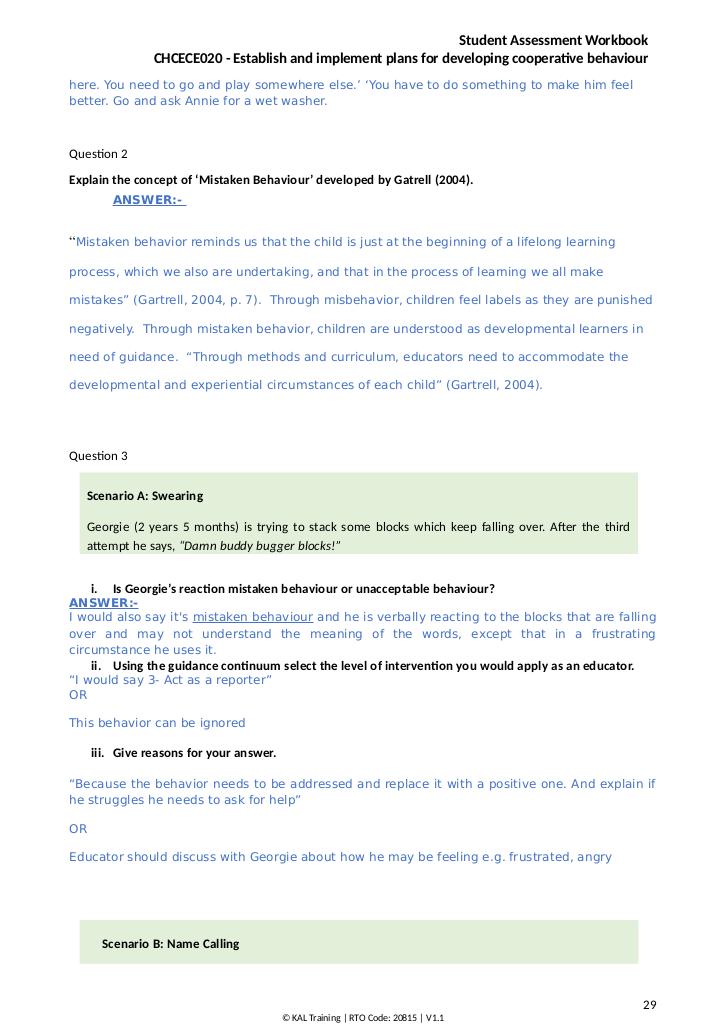 Student Assessment Workbook
CHCECE020 - Establish and implement plans for developing cooperative behaviour
here. You need to go and play somewhere else.’ ‘You have to do something to make him feel
better. Go and ask Annie for a wet washer.
Question 2
Explain the concept of ‘Mistaken Behaviour’ developed by Gatrell (2004).
ANSWER:-
“Mistaken behavior reminds us that the child is just at the beginning of a lifelong learning
process, which we also are undertaking, and that in the process of learning we all make
mistakes” (Gartrell, 2004, p. 7).  Through misbehavior, children feel labels as they are punished
negatively.  Through mistaken behavior, children are understood as developmental learners in
need of guidance.  “Through methods and curriculum, educators need to accommodate the
developmental and experiential circumstances of each child” (Gartrell, 2004).
Question 3
Scenario A: Swearing
Georgie (2 years 5 months) is trying to stack some blocks which keep falling over. After the third
attempt he says, “Damn buddy bugger blocks!”
i. Is Georgie’s reaction mistaken behaviour or unacceptable behaviour?
ANSWER:-
I would also say it's mistaken behaviour and he is verbally reacting to the blocks that are falling
over and may not understand the meaning of the words, except that in a frustrating
circumstance he uses it.
ii. Using the guidance continuum select the level of intervention you would apply as an educator.
“I would say 3- Act as a reporter”
OR
This behavior can be ignored
iii. Give reasons for your answer.
“Because the behavior needs to be addressed and replace it with a positive one. And explain if
he struggles he needs to ask for help”
OR
Educator should discuss with Georgie about how he may be feeling e.g. frustrated, angry
Scenario B: Name Calling
29
© KAL Training | RTO Code: 20815 | V1.1